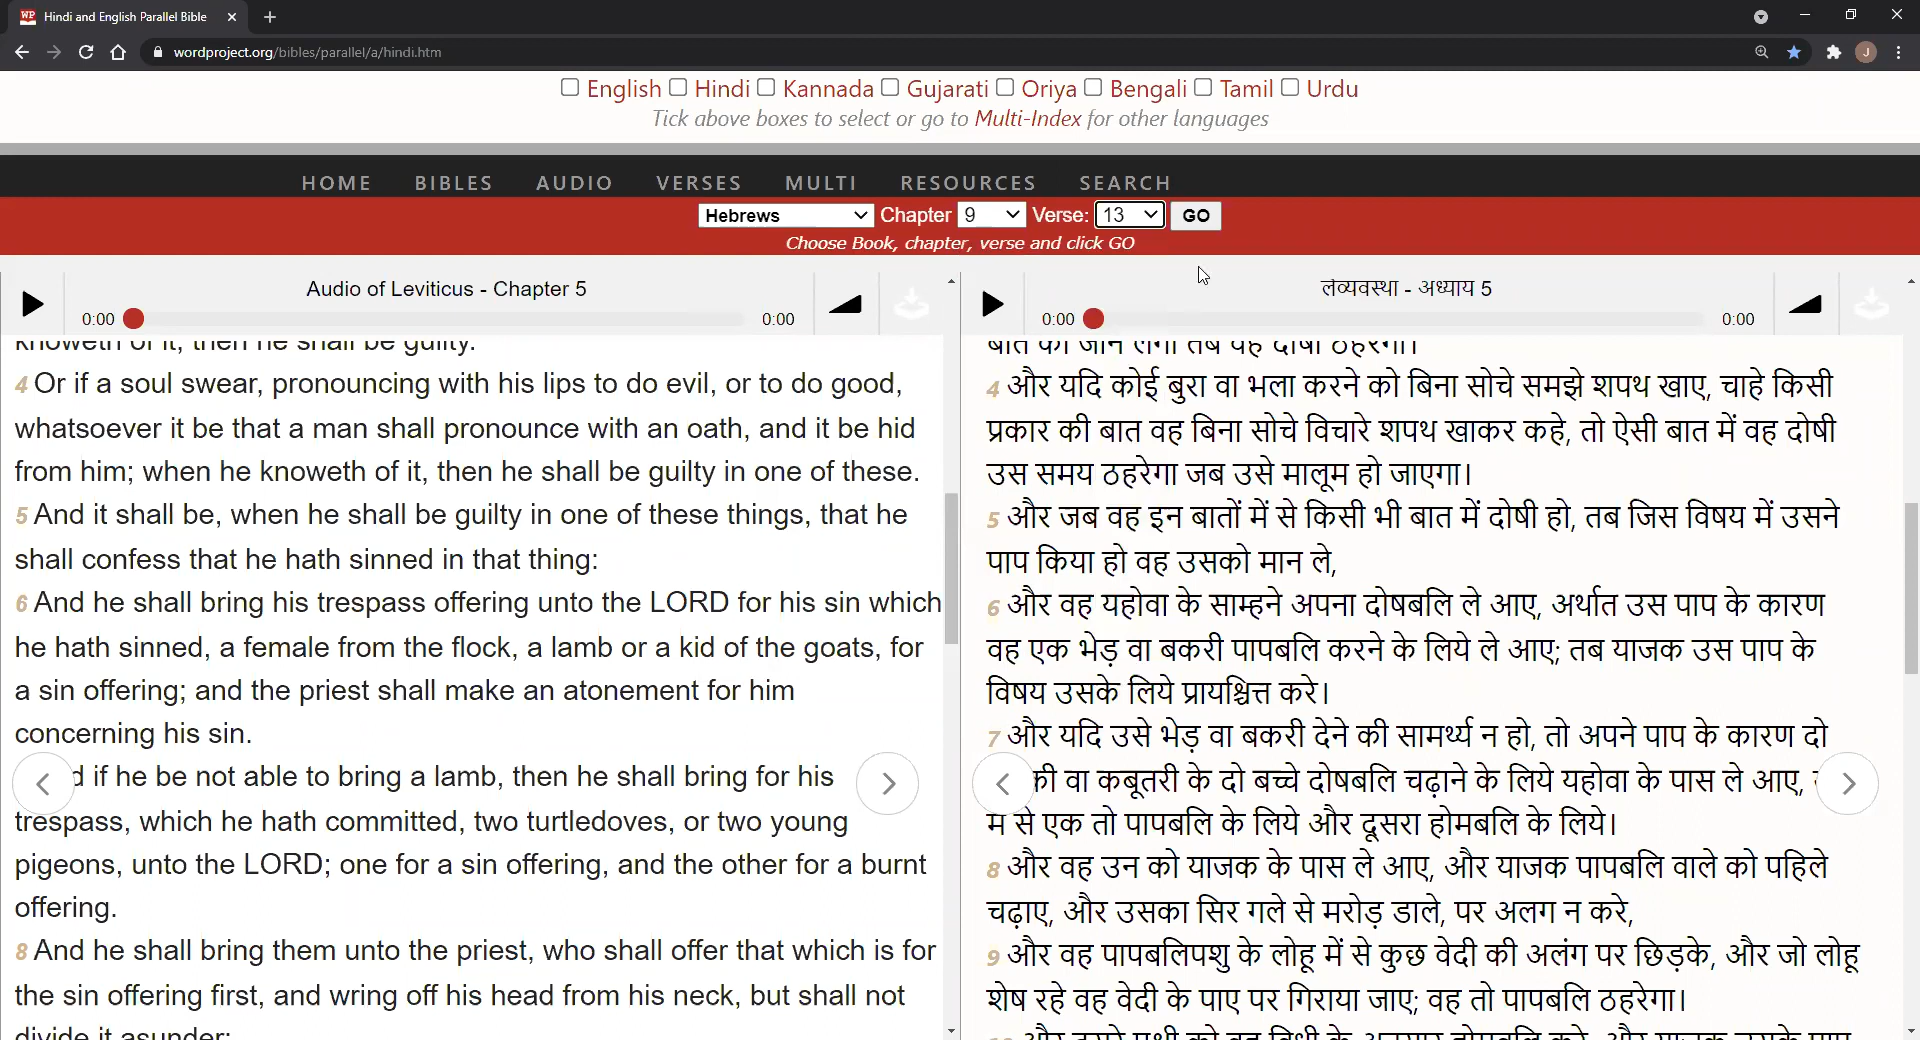 Hindi and English Parallel Bible
wordproject.org/bibles/parallel/a/hindi.htm
J
English Hindi Kannada Gujarati Oriya Bengali Tamil Urdu
Tick above boxes to select or go to Multi-Index for other languages
HOME BIBLES AUDIO VERSES MULTI RESOURCES SEARCH
Hebrews Chapter 9 Verse: 13 GO
Choose Book, chapter, verse and click GO
Audio of Leviticus - Chapter 5
0:00 0:00
knoweth of it, then he shall be guilty.
4 Or if a soul swear, pronouncing with his lips to do evil, or to do good,
whatsoever it be that a man shall pronounce with an oath, and it be hid
from him; when he knoweth of it, then he shall be guilty in one of these.
5 And it shall be, when he shall be guilty in one of these things, that he
shall confess that he hath sinned in that thing:
6 And he shall bring his trespass offering unto the LORD for his sin which
he hath sinned, a female from the flock, a lamb or a kid of the goats, for
a sin offering; and the priest shall make an atonement for him
concerning his sin.
d if he be not able to bring a lamb, then he shall bring for his
trespass, which he hath committed, two turtledoves, or two young
pigeons, unto the LORD; one for a sin offering, and the other for a burnt
offering.
8 And he shall bring them unto the priest, who shall offer that which is for
the sin offering first, and wring off his head from his neck, but shall not
divide it asunder:
लेव्यवस्था - अध्याय 5
0:00 0:00
बात को जान लेगा तब वह दोषी ठहरेगा।
4 और यदि कोई बुरा वा भला करने को बिना सोचे समझे शपथ खाए, चाहे किसी
प्रकार की बात वह बिना सोचे विचारे शपथ खाकर कहे, तो ऐसी बात में वह दोषी
उस समय ठहरेगा जब उसे मालूम हो जाएगा।
5 और जब वह इन बातों में से किसी भी बात में दोषी हो, तब जिस विषय में उसने
पाप किया हो वह उसको मान ले,
6 और वह यहोवा के साम्हने अपना दोषबलि ले आए, अर्थात उस पाप के कारण
वह एक भेड़ वा बकरी पापबलि करने के लिये ले आए; तब याजक उस पाप के
विषय उसके लिये प्रायश्चित्त करे।
7 और यदि उसे भेड़ वा बकरी देने की सामर्थ्य न हो, तो अपने पाप के कारण दो
की वा कबूतरी के दो बच्चे दोषबलि चढ़ाने के लिये यहोवा के पास ले आए,
में से एक तो पापबलि के लिये और दूसरा होमबलि के लिये।
8 और वह उन को याजक के पास ले आए, और याजक पापबलि वाले को पहिले
चढ़ाए, और उसका सिर गले से मरोड़ डाले, पर अलग न करे,
9 और वह पापबलिपशु के लोहू में से कुछ वेदी की अलंग पर छिड़के, और जो लोहू
शेष रहे वह वेदी के पाए पर गिराया जाए; वह तो पापबलि ठहरेगा।